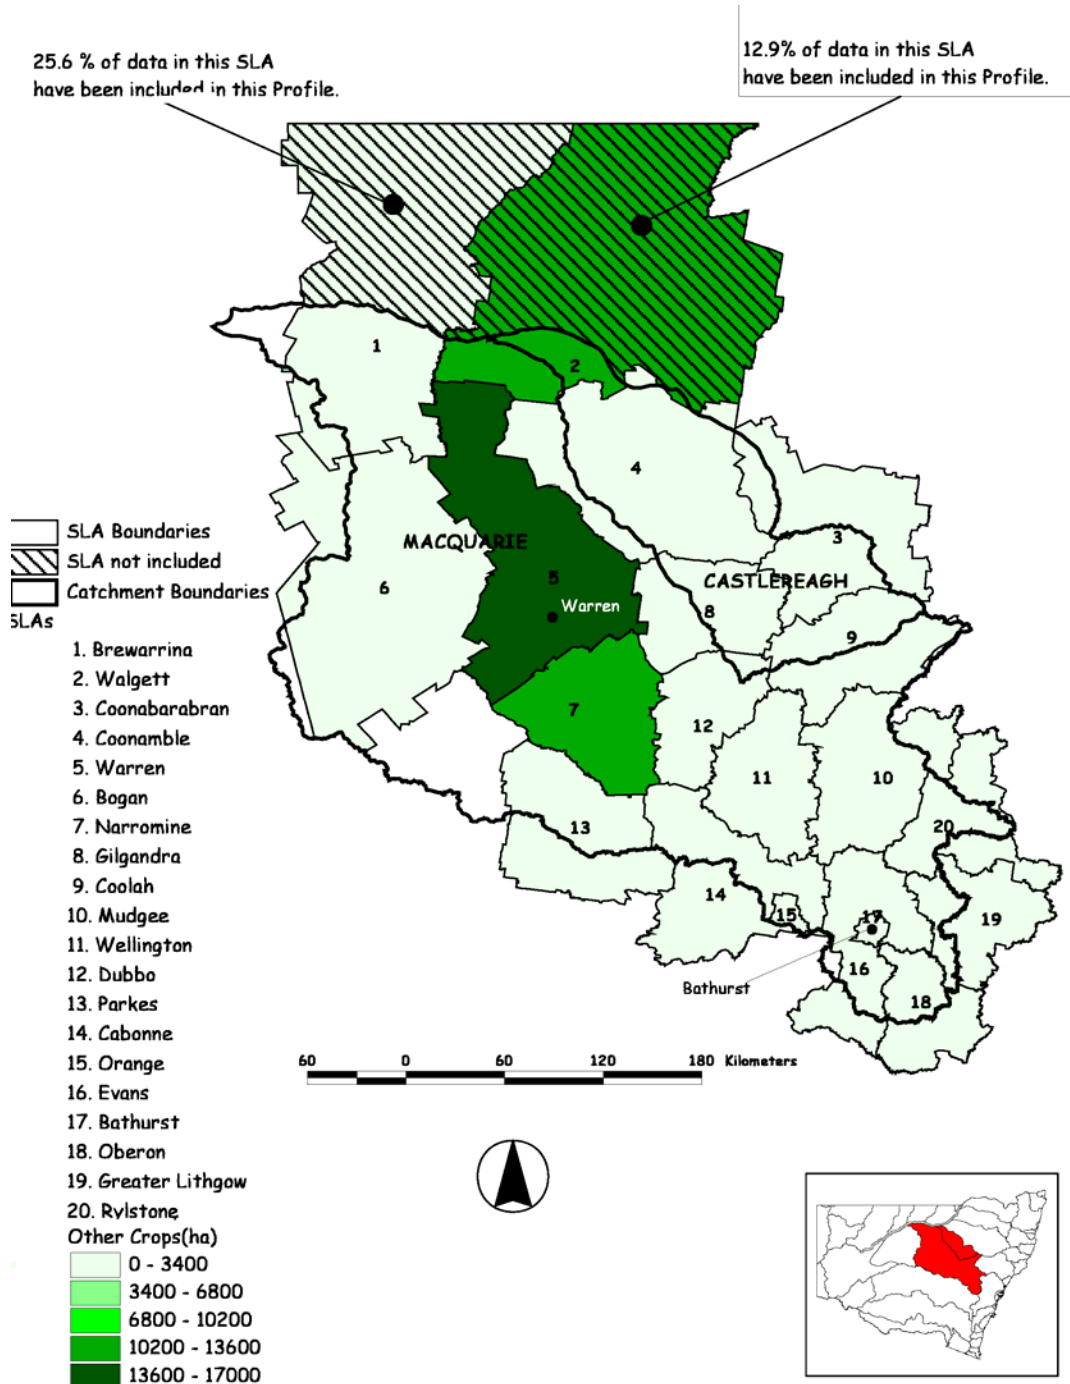 25.6 % of data in this SLA
have been included in this Profile.
12.9% of data in this SLA
have been included in this Profile.
1
2
4
3
MACQUARIE
5
CASTLEREAGH
6
Warren
8
9
7
12
11
10
13
20
14
15
17
19
16
18
Bathurst
SLA Boundaries
SLA not included
Catchment Boundaries
SLAs
1. Brewarrina
2. Walgett
3. Coonabarabran
4. Coonamble
5. Warren
6. Bogan
7. Narromine
8. Gilgandra
9. Coolah
10. Mudgee
11. Wellington
12. Dubbo
13. Parkes
14. Cabonne
15. Orange
16. Evans
17. Bathurst
18. Oberon
19. Greater Lithgow
20. Rylstone
60 0 60 120 180 Kilometers
Other Crops(ha)
0 - 3400
3400 - 6800
6800 - 10200
10200 - 13600
13600 - 17000